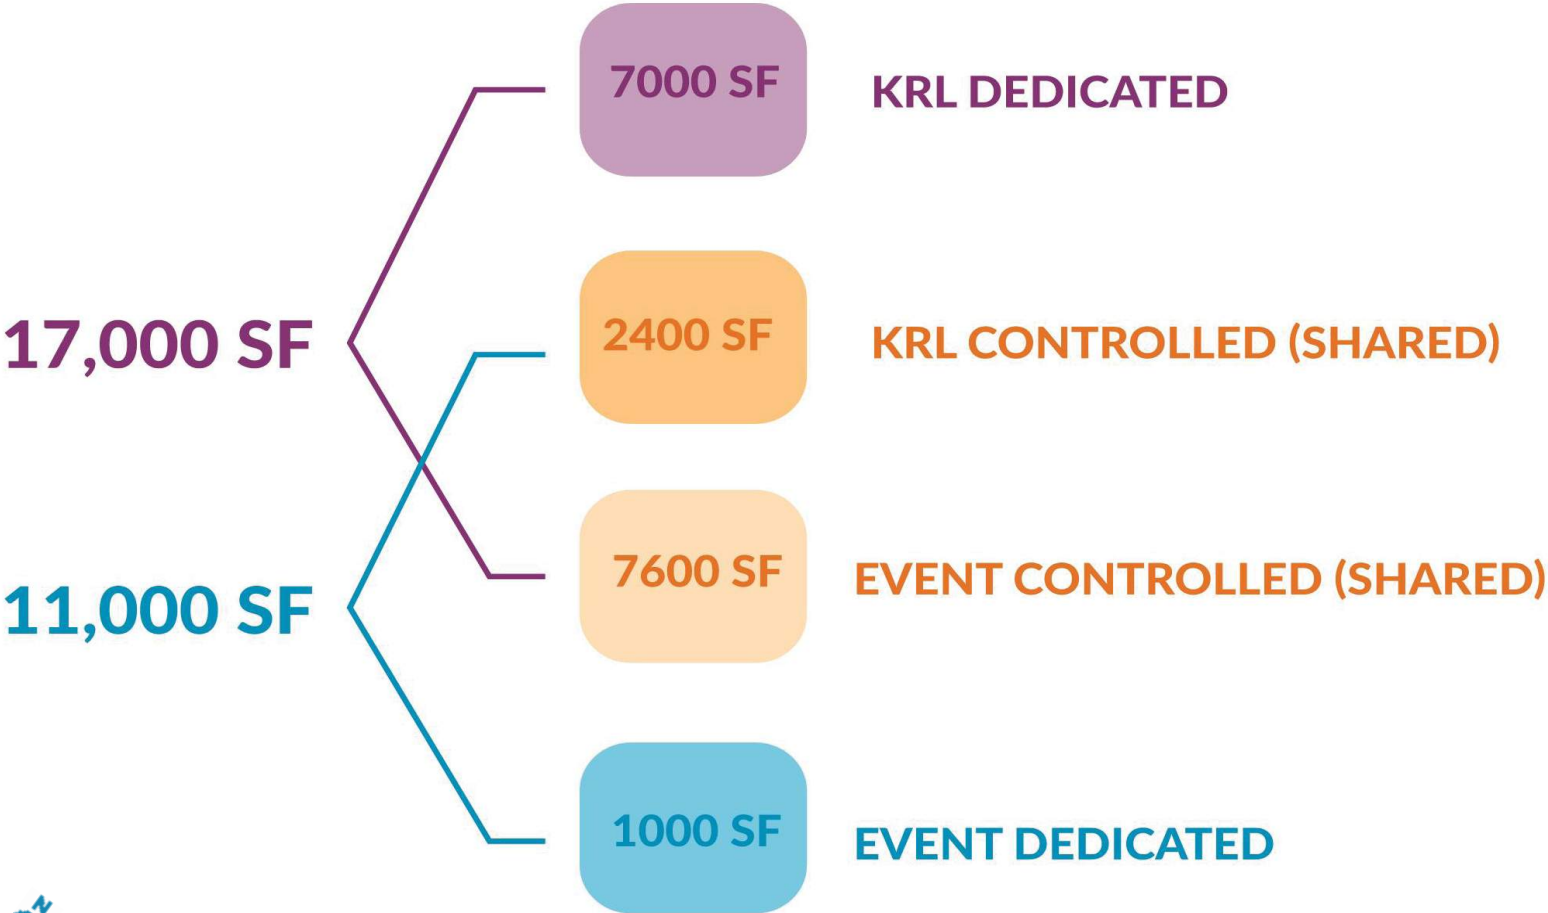 7000 SF
KRL DEDICATED
17,000 SF
2400 SF
KRL CONTROLLED (SHARED)
11,000 SF
7600 SF
EVENT CONTROLLED (SHARED)
1000 SF
EVENT DEDICATED